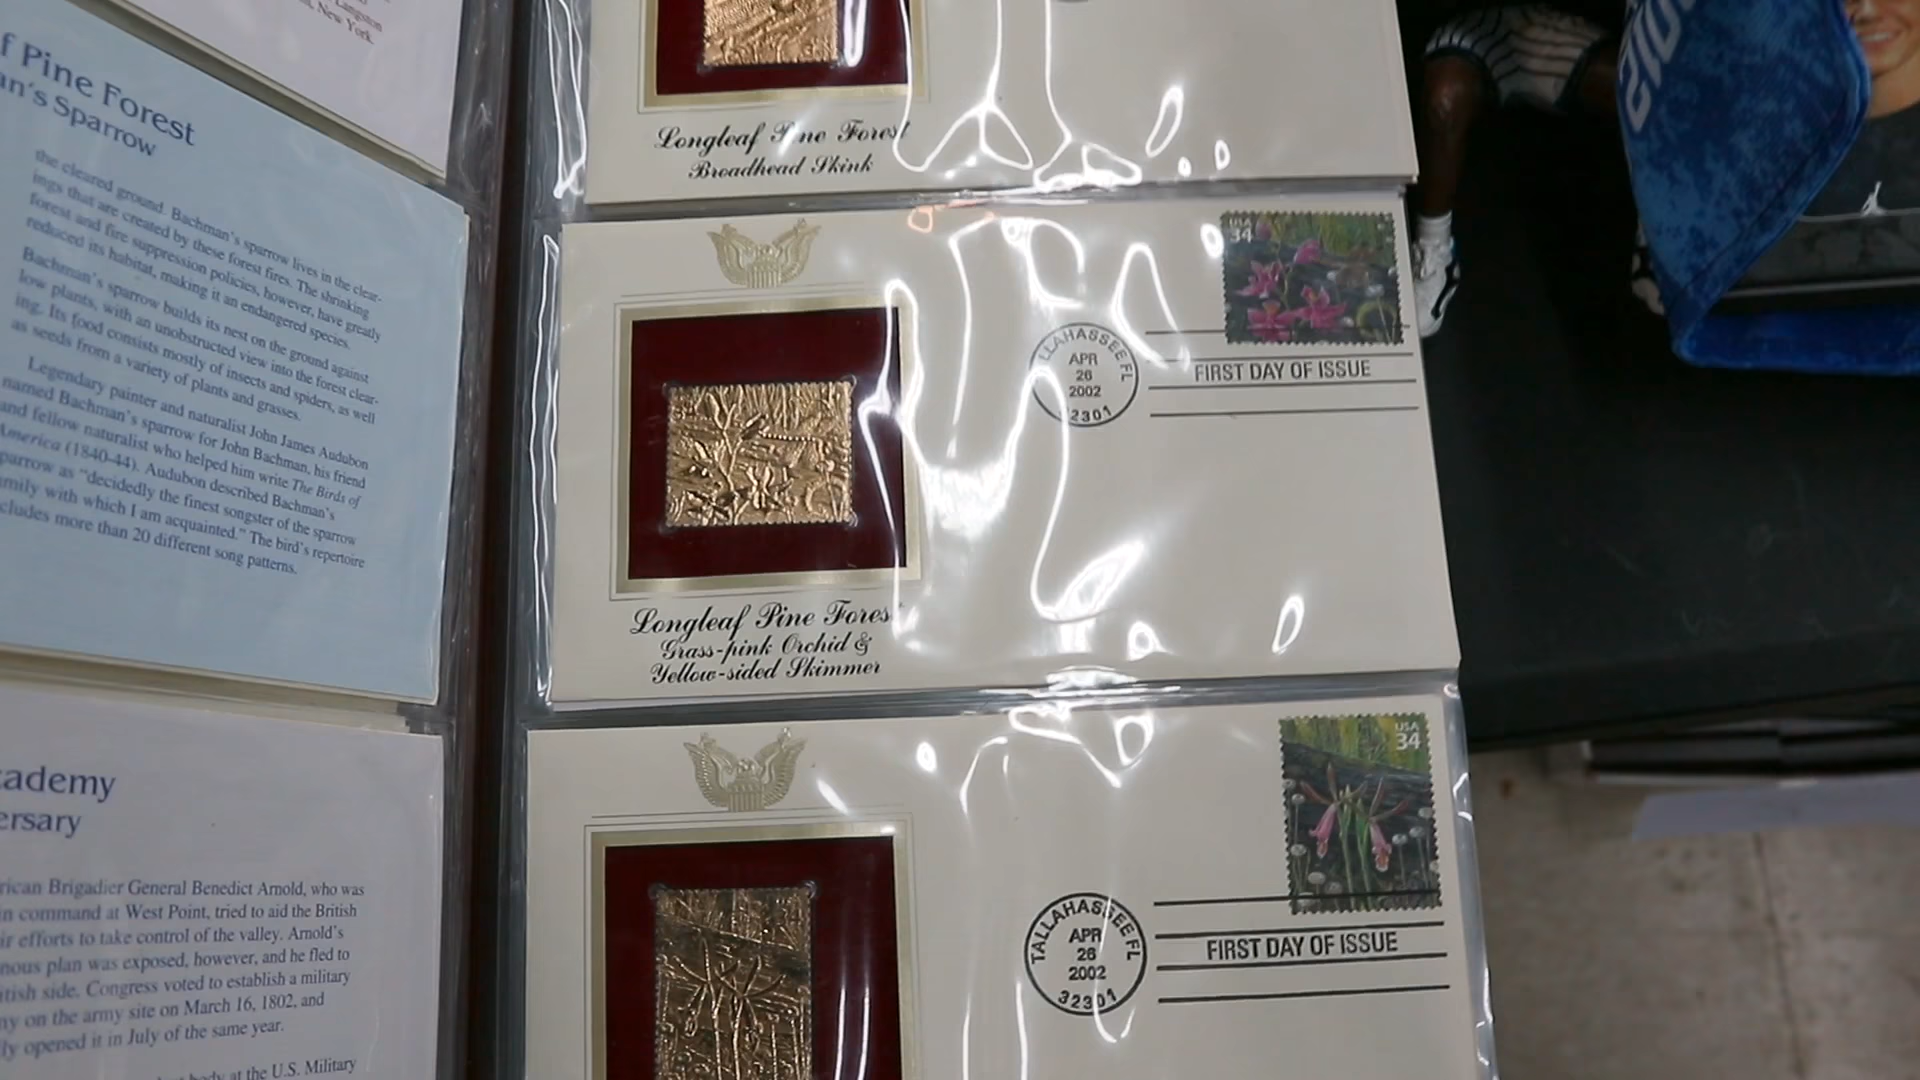 Langston
New York.
f Pine Forest
an's Sparrow
the cleared ground. Bachman's sparrow lives in the clear-
ings that are created by these forest fires. The shrinking
forest and fire suppression policies, however, have greatly
reduced its habitat, making it an endangered species.
Bachman's sparrow builds its nest on the ground against
low plants, with an unobstructed view into the forest clear-
ing. Its food consists mostly of insects and spiders, as well
as seeds from a variety of plants and grasses.
Legendary painter and naturalist John James Audubon
named Bachman's sparrow for John Bachman, his friend
and fellow naturalist who helped him write The Birds of
America (1840-44). Audubon described Bachman's
parrow as "decidedly the finest songster of the sparrow
amily with which I am acquainted." The bird's repertoire
cludes more than 20 different song patterns.
cademy
ersary
rican Brigadier General Benedict Arnold, who was
in command at West Point, tried to aid the British
ir efforts to take control of the valley. Arnold's
nous plan was exposed, however, and he fled to
itish side. Congress voted to establish a military
ny on the army site on March 16, 1802, and
lly opened it in July of the same year.
body at the U.S. Military
Longleaf Pine Forest
Broadhead Skink
USA
34
LLAHASSEE FL
APR
26
2002
32301
FIRST DAY OF ISSUE
Longleaf Pine Fores
Grass-pink Orchid &
Yellow-sided Skimmer
USA
34
TALLAHASSEE FL
APR
26
2002
32301
FIRST DAY OF ISSUE